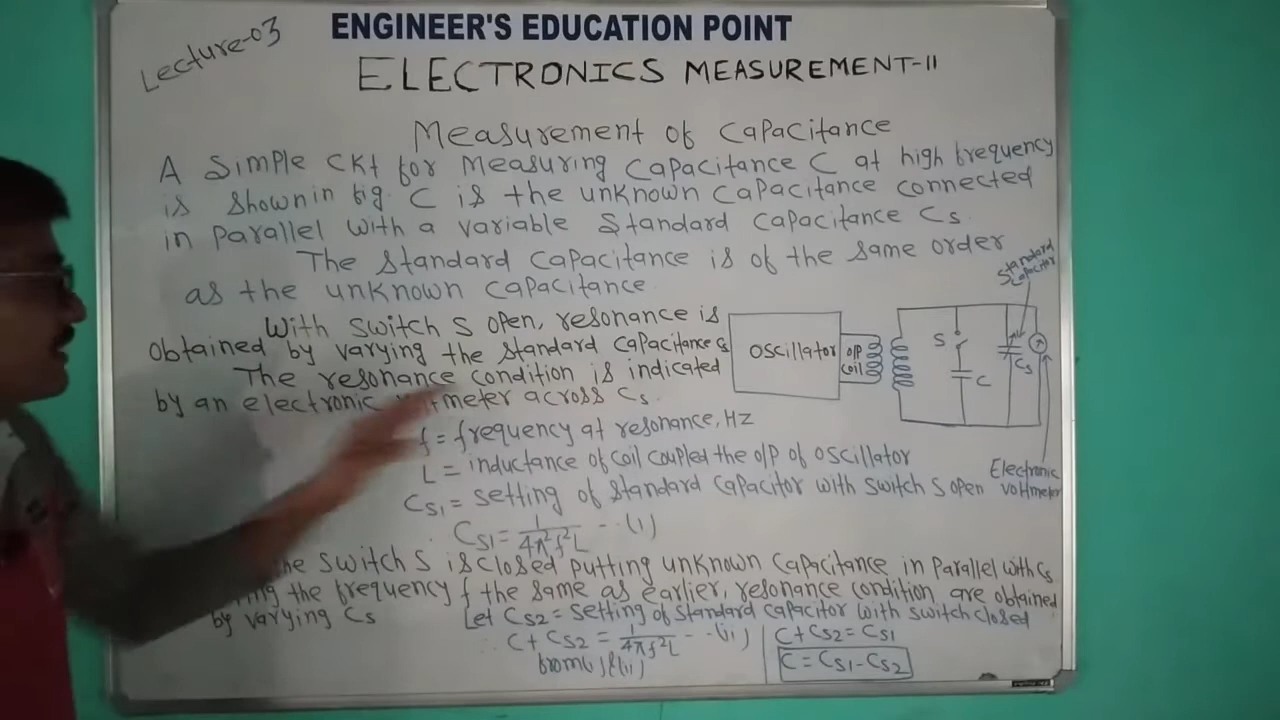 Lecture-03
ENGINEER'S EDUCATION POINT
ELECTRONICS MEASUREMENT-II
Measurement of Capacitance
A simple ckt for measuring capacitance C at high frequency
is shown in fig. C is the unknown capacitance connected
in parallel with a variable standard capacitance Cs.
The standard capacitance is of the same order
as the unknown capacitance.
With switch S open, resonance is
obtained by varying the standard capacitance Cs
The resonance condition is indicated
by an electronic voltmeter across Cs.
Oscillator
O/P
coil
S
C
Cs
Standard
Capacitor
Electronic
voltmeter
f = frequency at resonance, HZ
L = inductance of coil coupled the o/p of oscillator
Cs1 = setting of standard capacitor with switch S open
Cs1 = 1/4π²f²L --(i)
the switch S is closed putting unknown capacitance in parallel with Cs
the frequency f the same as earlier, resonance condition are obtained
by varying Cs
Let Cs2 = setting of standard capacitor with switch closed
∴ C + Cs2 = 1/4π²f²L --(ii)
from (i) & (ii)
C + Cs2 = Cs1
C = Cs1 - Cs2